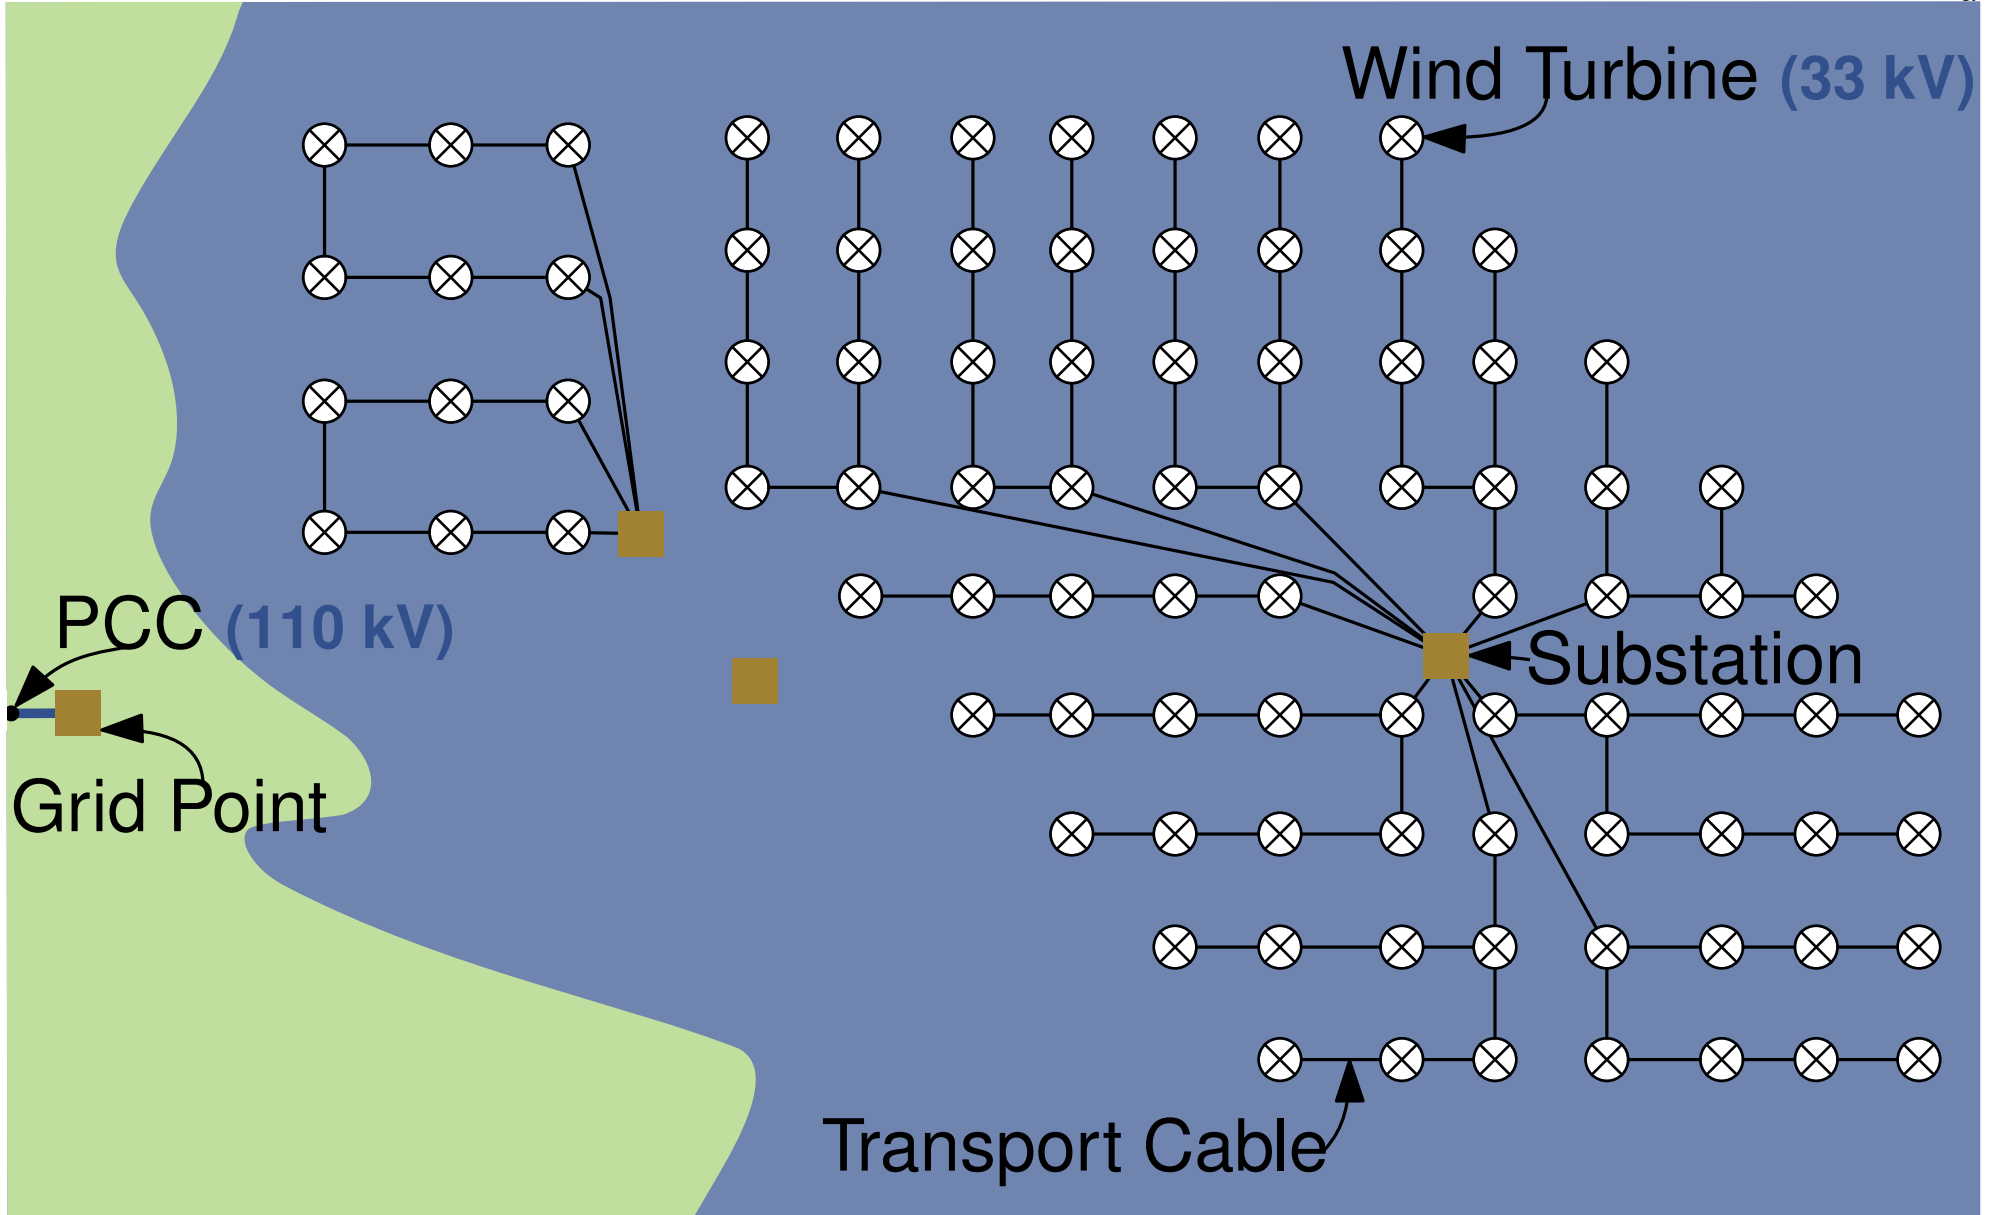 Wind Turbine (33 kV)
PCC (110 kV)
Substation
Grid Point
Transport Cable